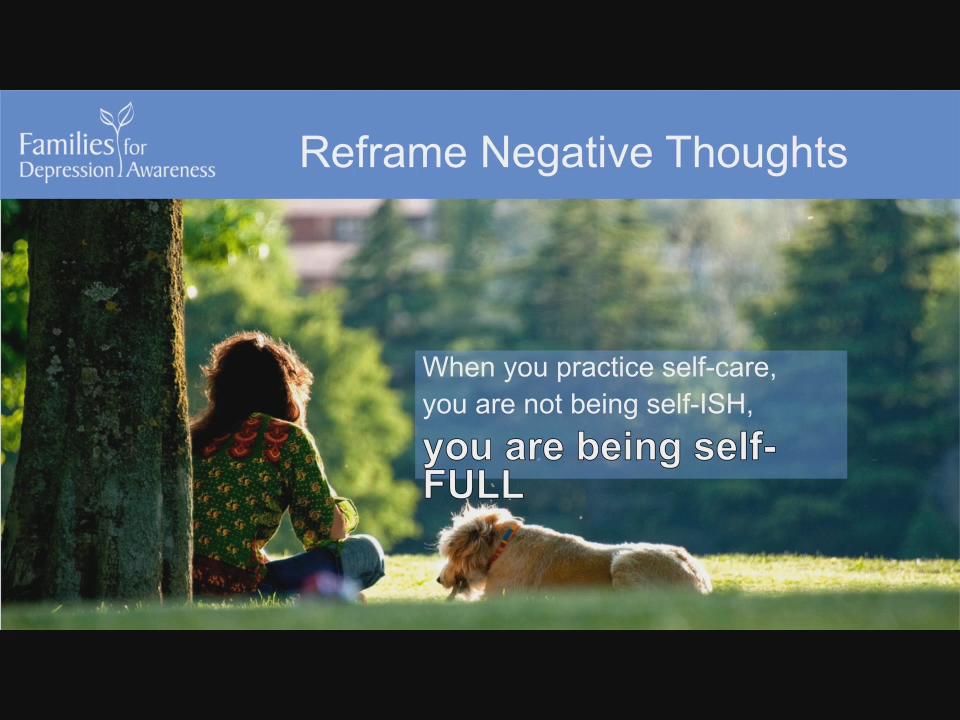 Families for
Depression Awareness
Reframe Negative Thoughts
When you practice self-care,
you are not being self-ISH,
you are being self-
FULL